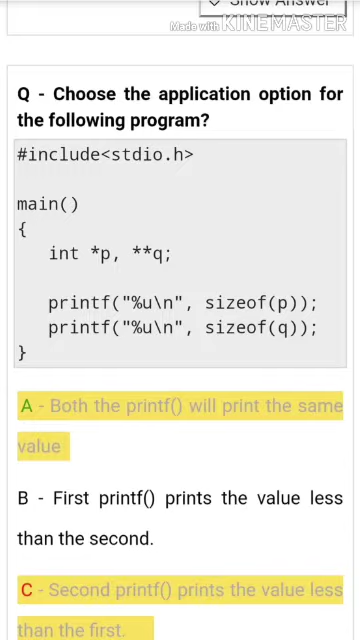 Show Answer
Made with KINEMASTER
Q - Choose the application option for
the following program?
#include<stdio.h>
main()
{
int *p, **q;
printf("%u\n", sizeof(p));
printf("%u\n", sizeof(q));
}
A - Both the printf() will print the same
value
B - First printf() prints the value less
than the second.
C - Second printf() prints the value less
than the first.